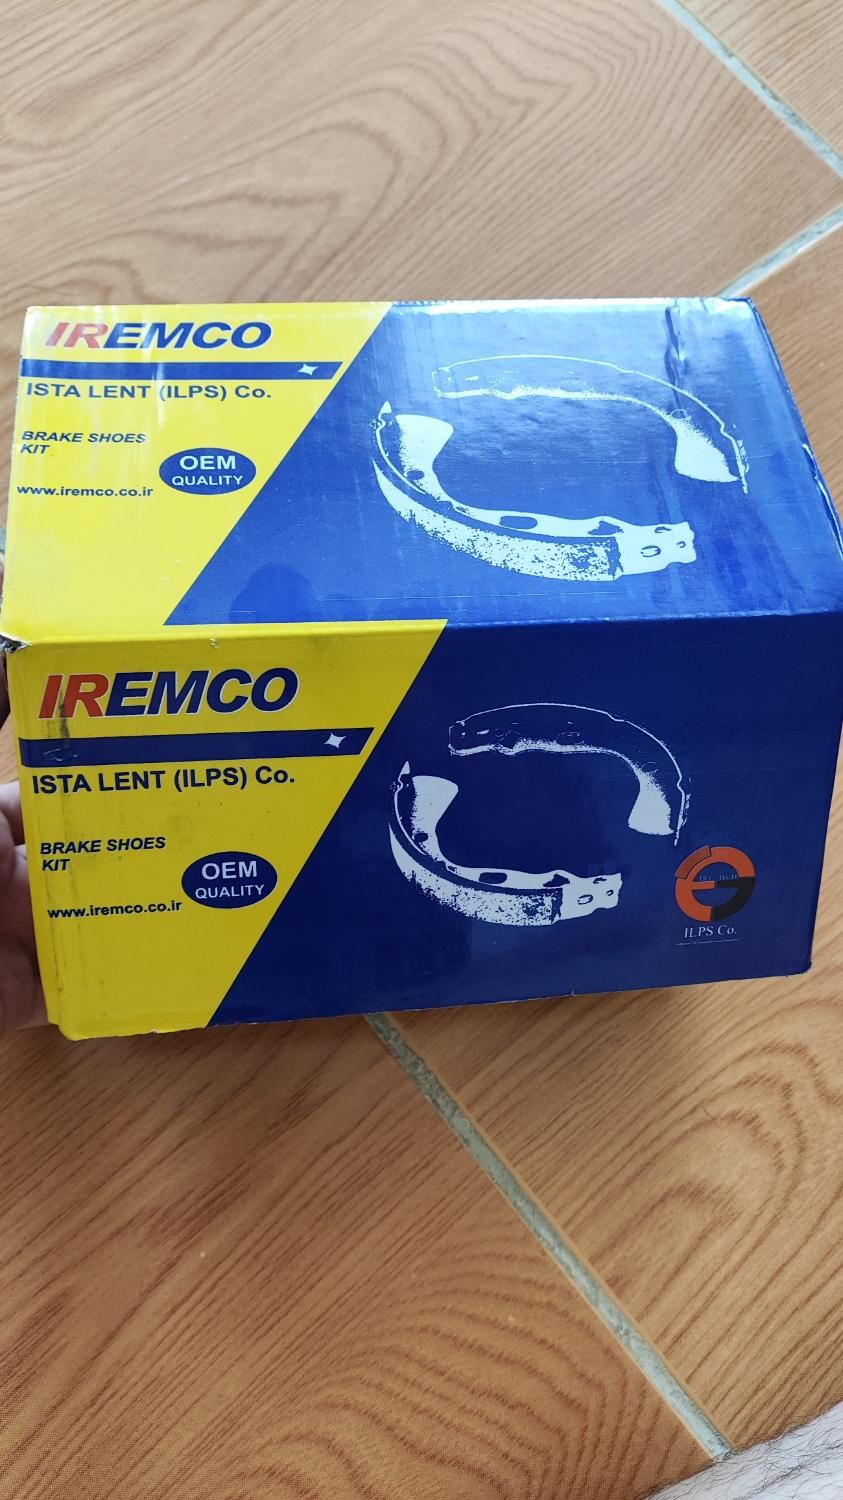 IREMCO
ISTA LENT (ILPS) Co.
BRAKE SHOES
KIT
OEM
QUALITY
www.iremco.co.ir
IREMCO
ISTA LENT (ILPS) Co.
BRAKE SHOES
KIT
OEM
QUALITY
www.iremco.co.ir
ILPS Co.